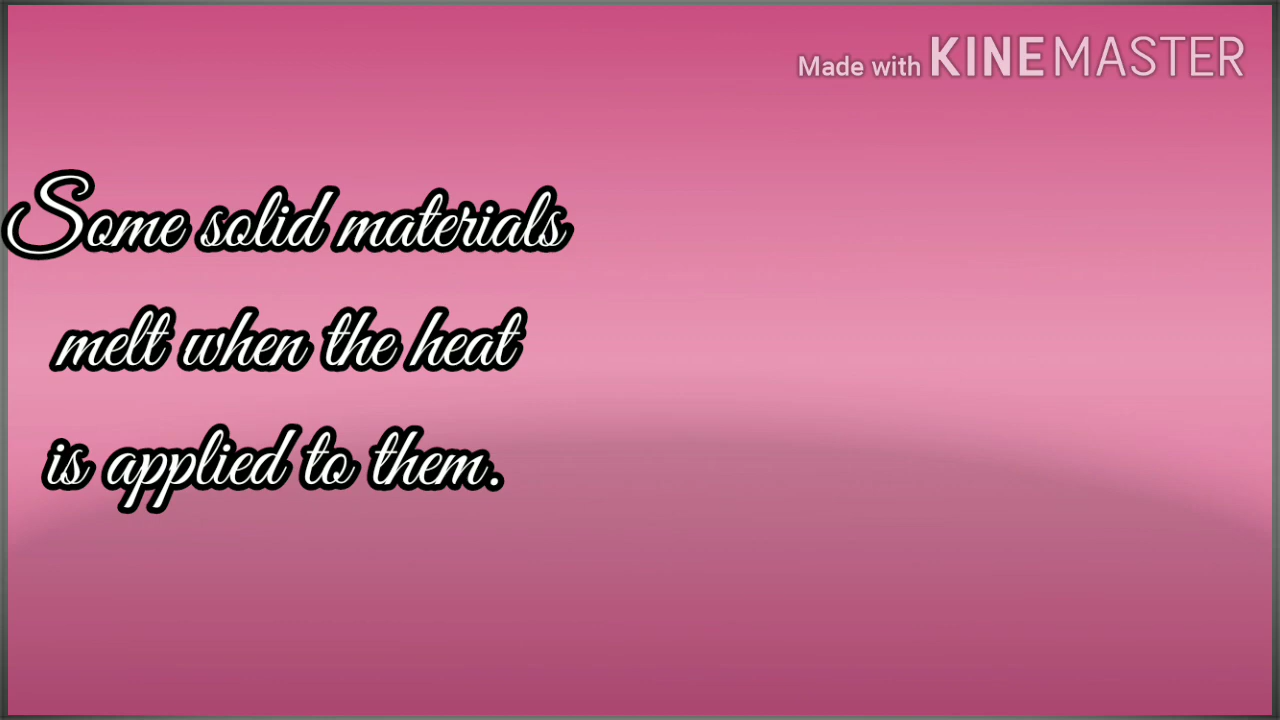 Made with KINEMASTER
Some solid materials
melt when the heat
is applied to them.